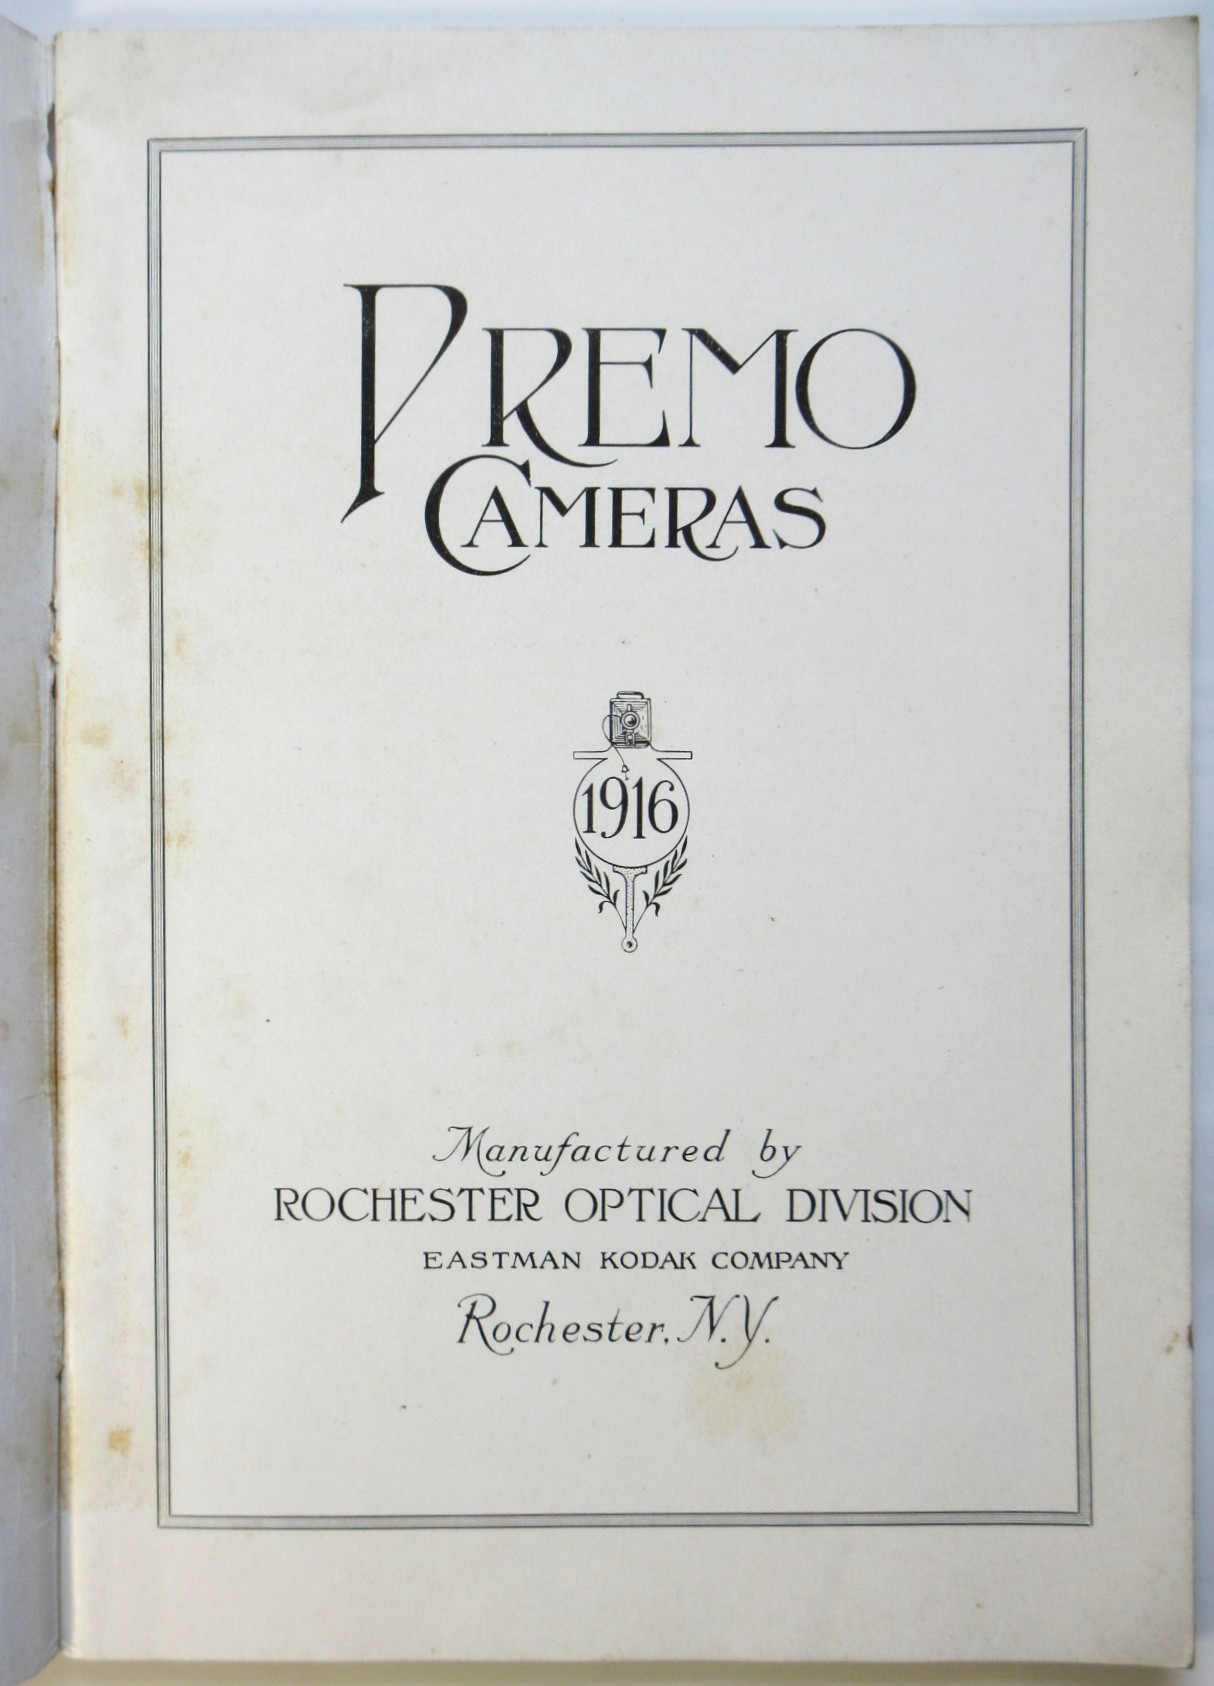 PREMO
CAMERAS
1916
Manufactured by
ROCHESTER OPTICAL DIVISION
EASTMAN KODAK COMPANY
Rochester, N.Y.